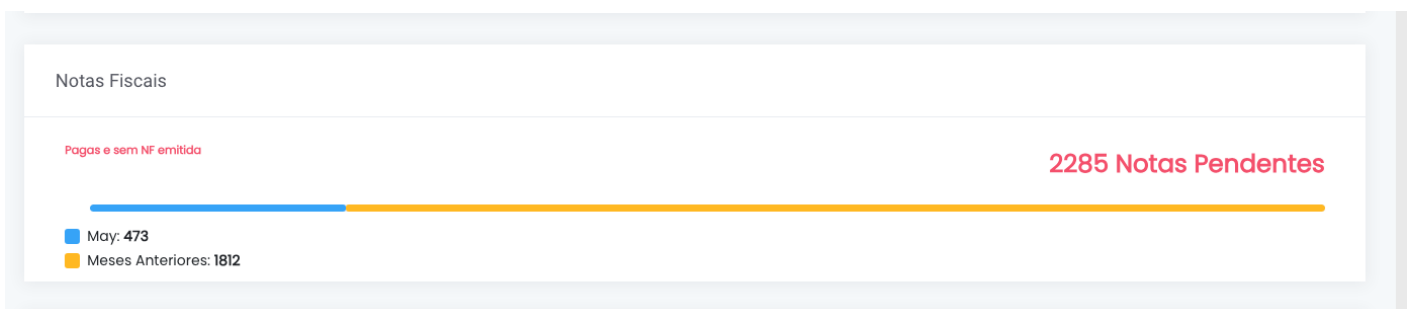 Notas Fiscais
Pagas e sem NF emitida
2285 Notas Pendentes
May: 473
Meses Anteriores: 1812